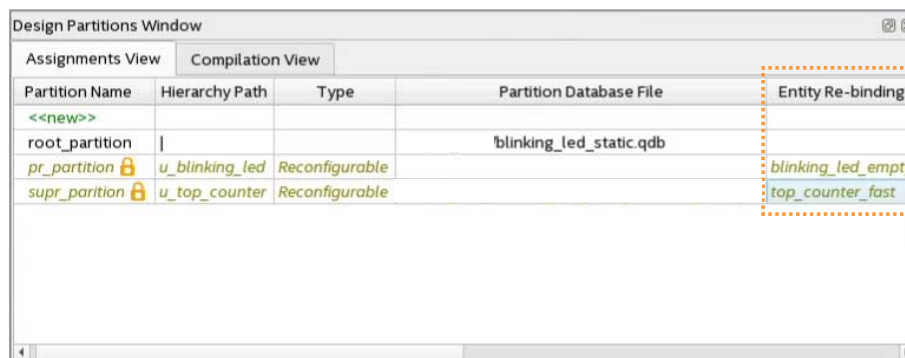 Design Partitions Window
Assignments View Compilation View
Partition Name Hierarchy Path Type Partition Database File Entity Re-binding
<<new>>
root_partition | blinking_led_static.qdb
pr_partition u_blinking_led Reconfigurable blinking_led_empt
supr_parition u_top_counter Reconfigurable top_counter_fast